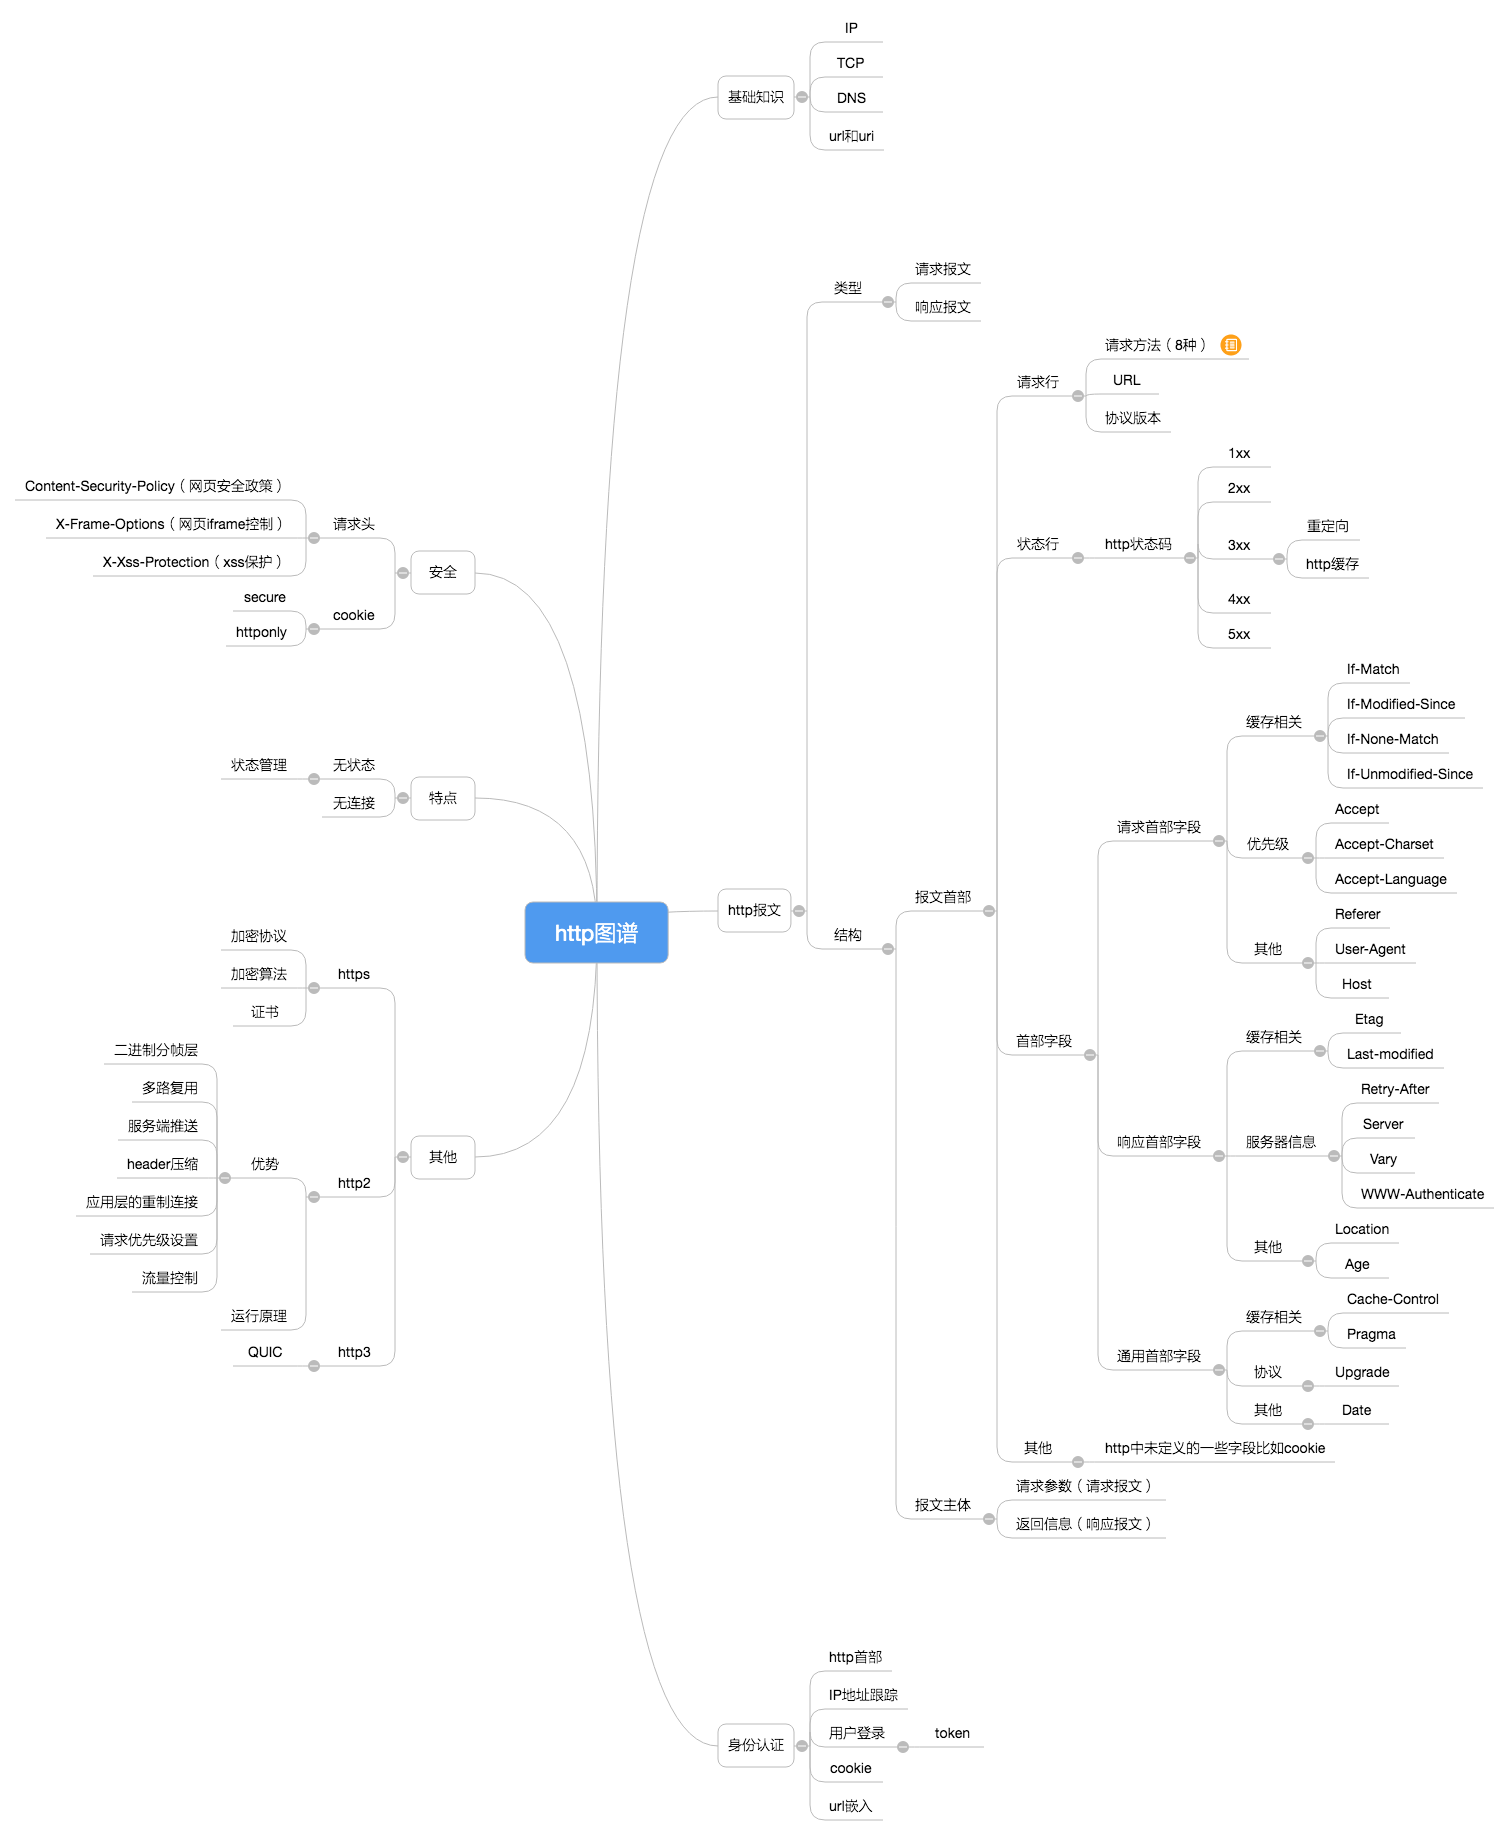 http图谱
基础知识
IP
TCP
DNS
url和uri
http报文
类型
请求报文
响应报文
结构
报文首部
请求行
请求方法（8种）
URL
协议版本
状态行
http状态码
1xx
2xx
3xx
重定向
http缓存
4xx
5xx
首部字段
请求首部字段
缓存相关
If-Match
If-Modified-Since
If-None-Match
If-Unmodified-Since
优先级
Accept
Accept-Charset
Accept-Language
其他
Referer
User-Agent
Host
响应首部字段
缓存相关
Etag
Last-modified
服务器信息
Retry-After
Server
Vary
WWW-Authenticate
其他
Location
Age
通用首部字段
缓存相关
Cache-Control
Pragma
协议
Upgrade
其他
Date
其他
http中未定义的一些字段比如cookie
报文主体
请求参数（请求报文）
返回信息（响应报文）
身份认证
http首部
IP地址跟踪
用户登录
token
cookie
url嵌入
安全
请求头
Content-Security-Policy（网页安全政策）
X-Frame-Options（网页iframe控制）
X-Xss-Protection（xss保护）
cookie
secure
httponly
特点
无状态
状态管理
无连接
其他
https
加密协议
加密算法
证书
http2
优势
二进制分帧层
多路复用
服务端推送
header压缩
应用层的重制连接
请求优先级设置
流量控制
运行原理
http3
QUIC